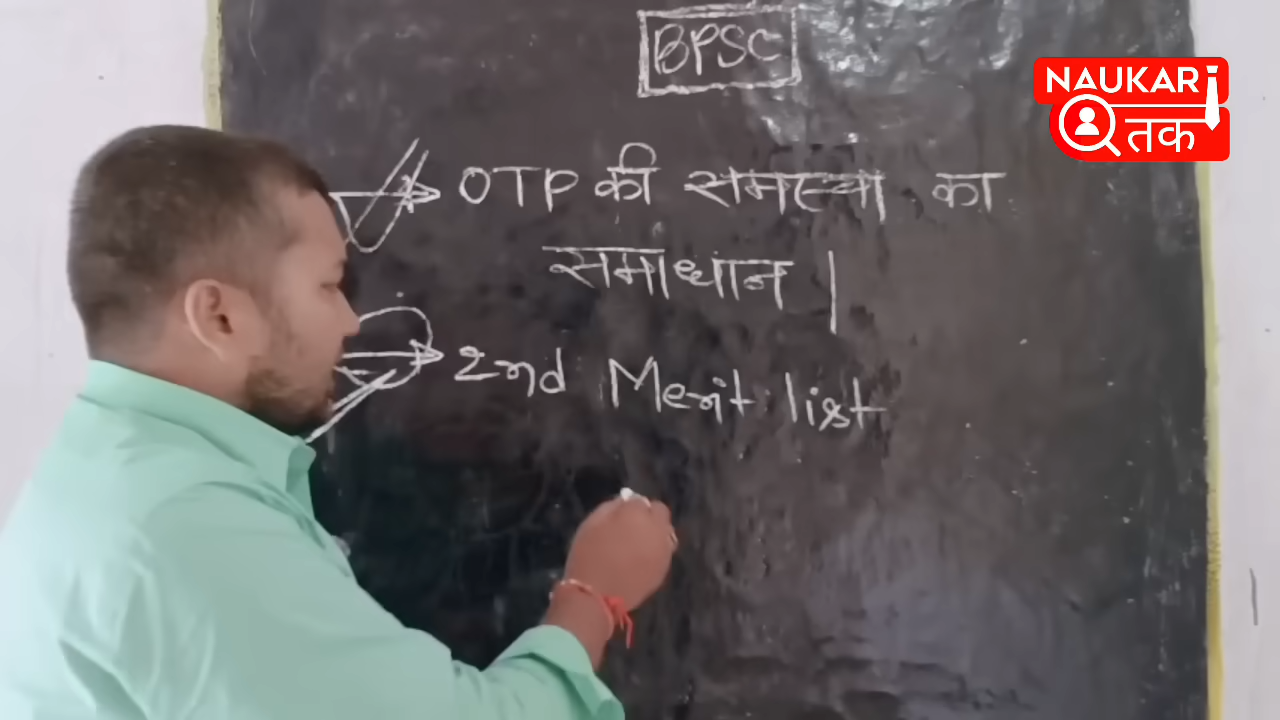 BPSC
NAUKARI
तक
OTP की समस्या का
समाधान |
2nd Merit list